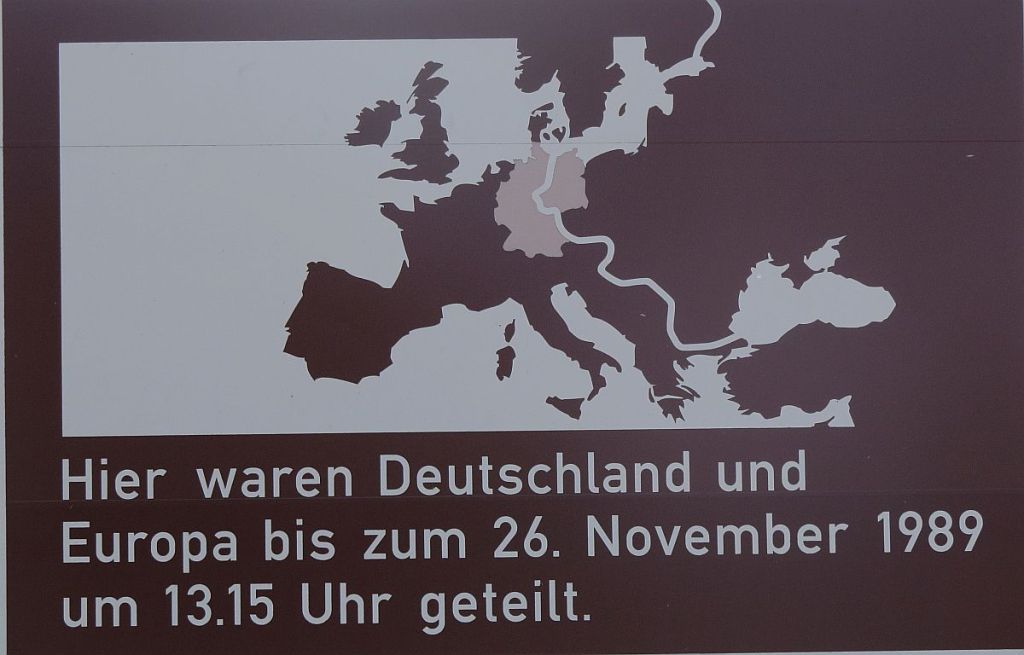 Hier waren Deutschland und
Europa bis zum 26. November 1989
um 13.15 Uhr geteilt.